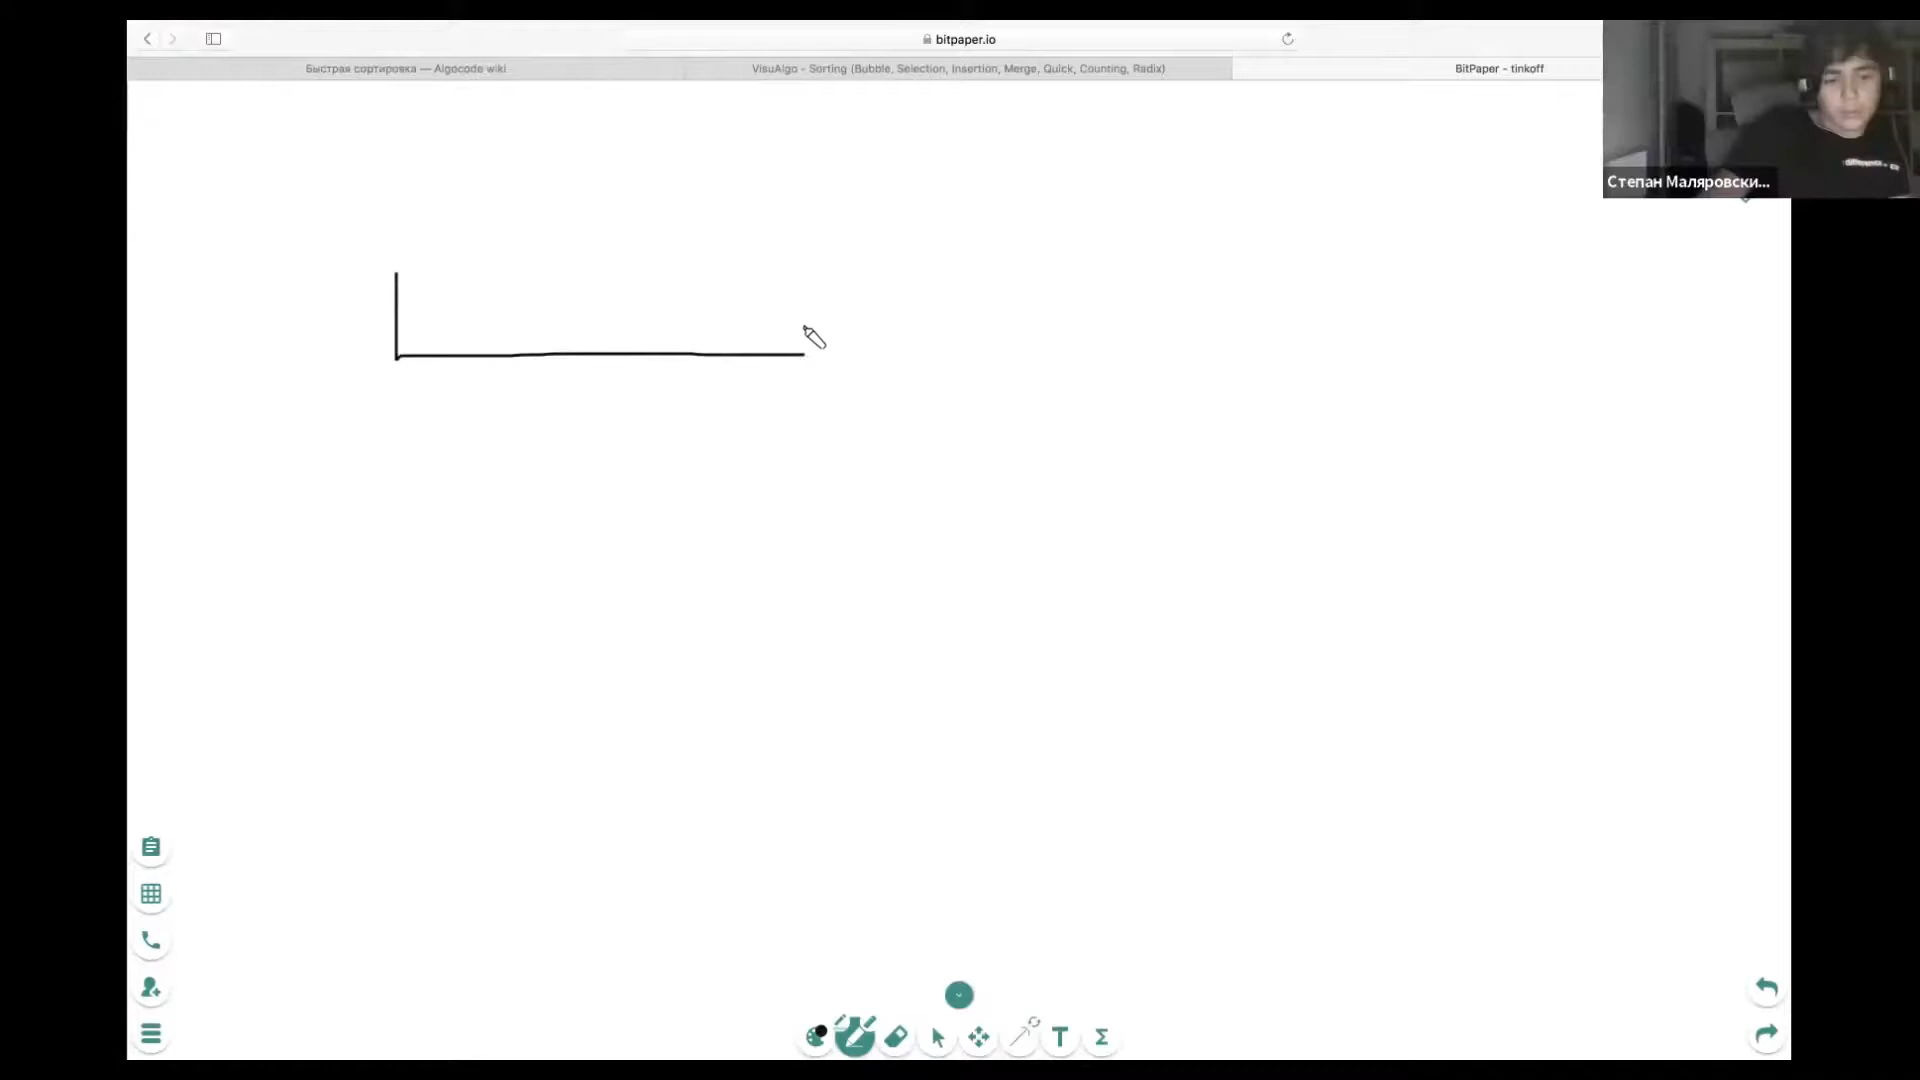 bitpaper.io
Быстрая сортировка — Algocode wiki
VisuAlgo - Sorting (Bubble, Selection, Insertion, Merge, Quick, Counting, Radix)
BitPaper - tinkoff
Степан Маляровски...
T
Σ